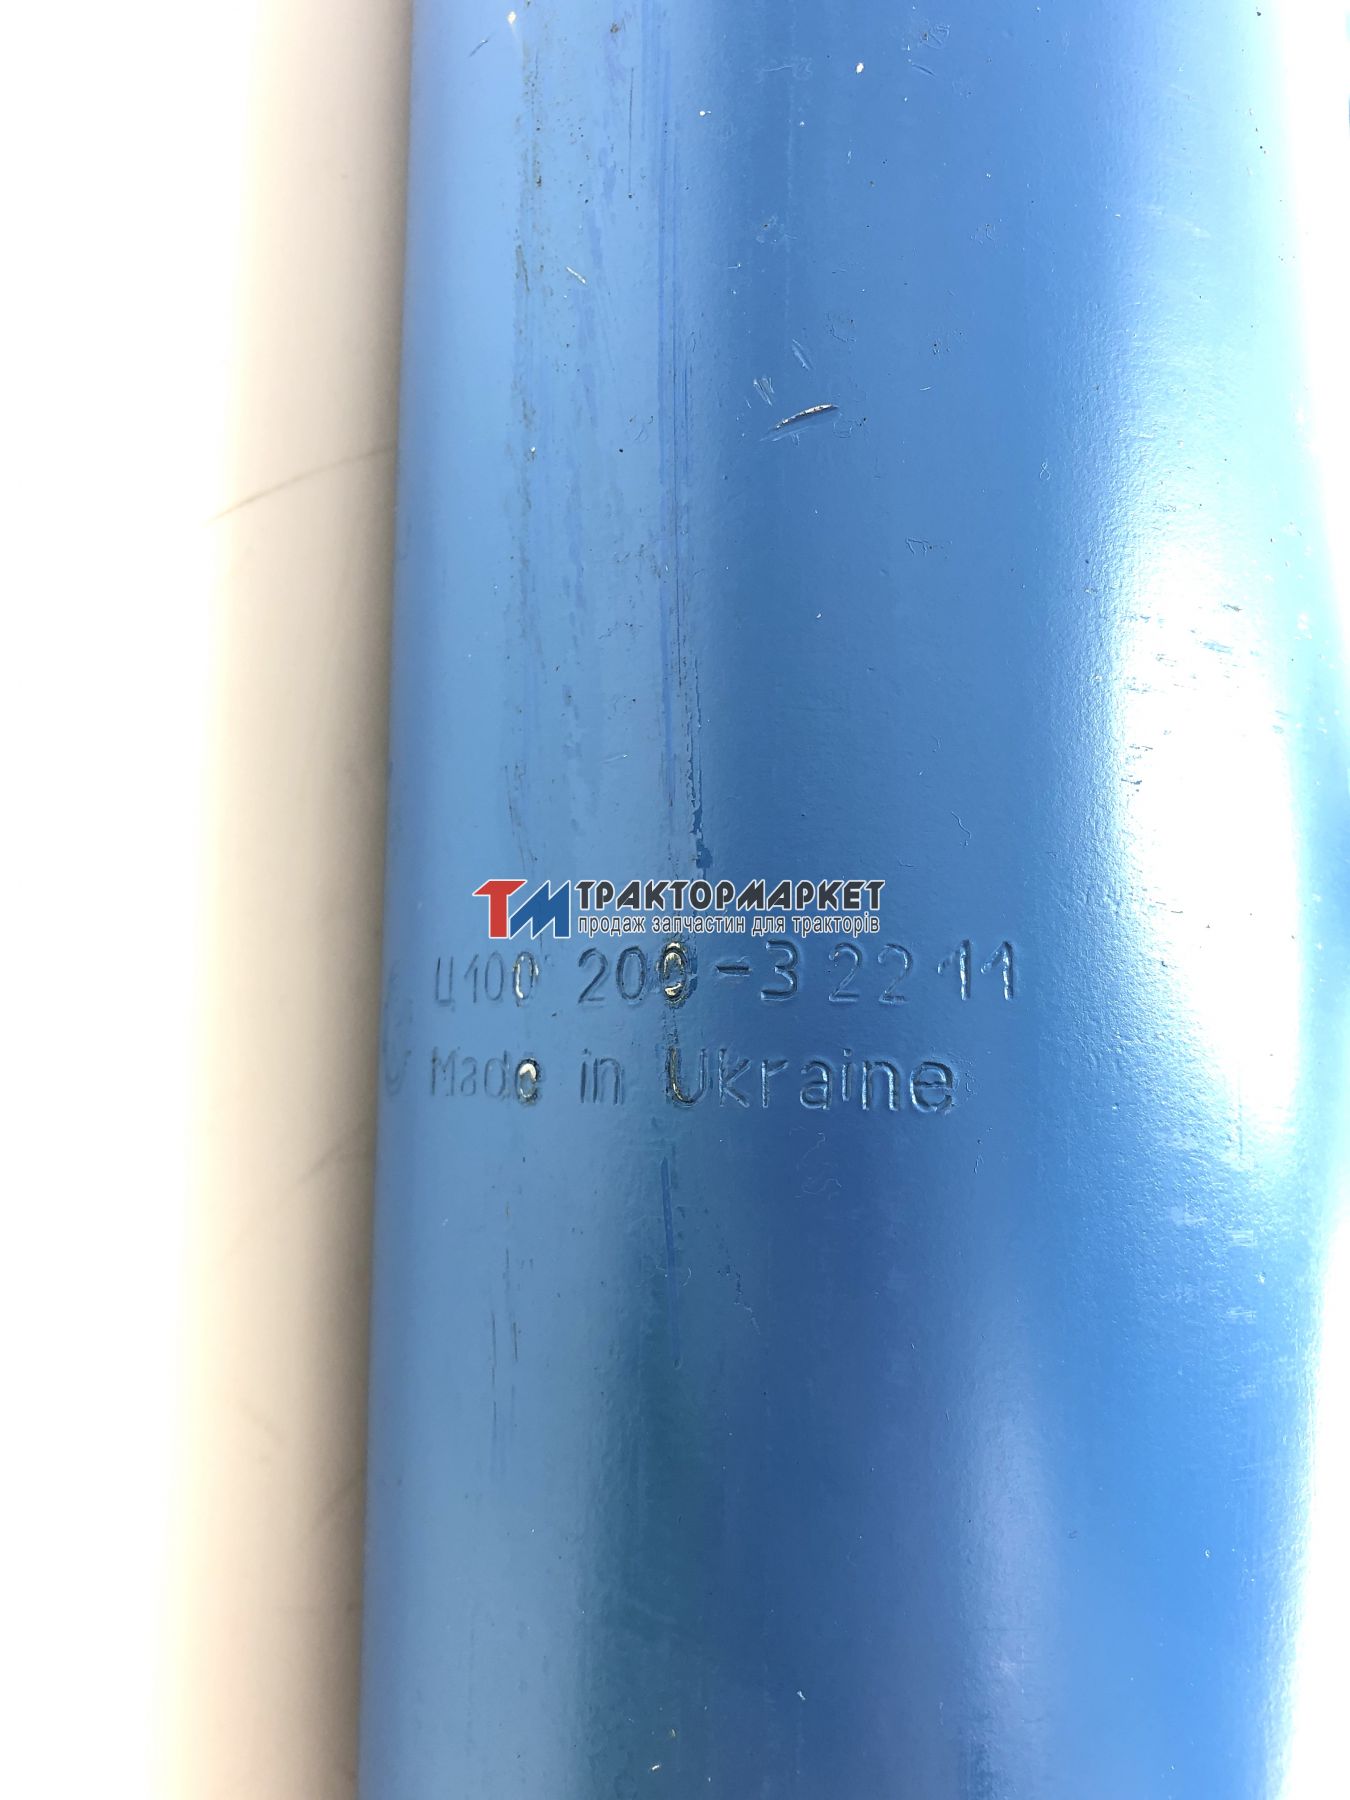 ТМ ТРАКТОРМАРКЕТ
продаж запчастин для тракторів
Ц100 200-3 22 11
Made in Ukraine